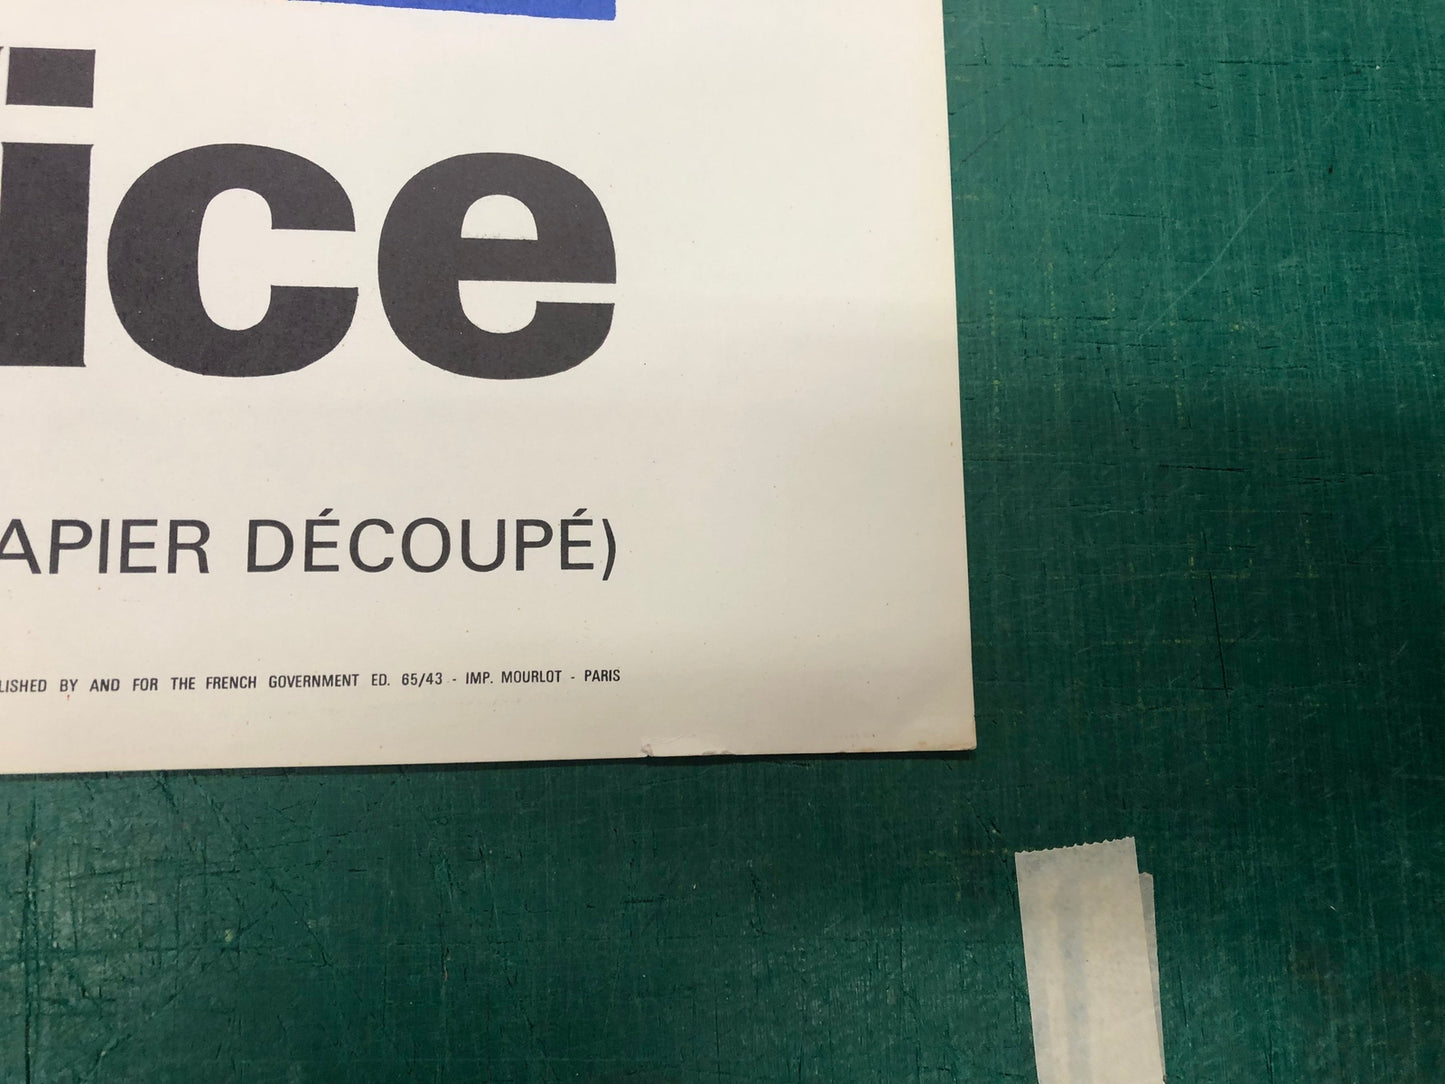 ice
APIER DÉCOUPÉ)
LISHED BY AND FOR THE FRENCH GOVERNMENT ED. 65/43 - IMP. MOURLOT - PARIS